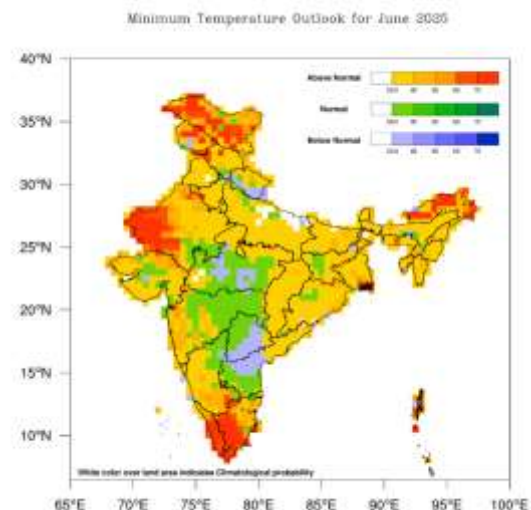 Minimum Temperature Outlook for June 2025
40°N
Above Normal
35°N
Normal
Below Normal
30°N
25°N
20°N
15°N
10°N
White color over land area indicates Climatological probability
65°E 70°E 75°E 80°E 85°E 90°E 95°E 100°E